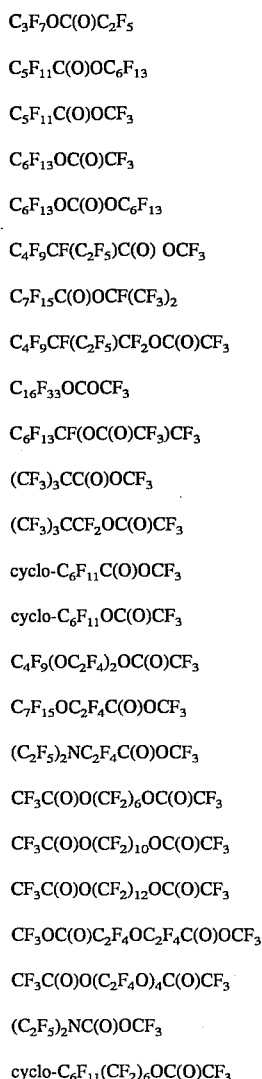 C₃F₇OC(O)C₂F₅
C₅F₁₁C(O)OC₆F₁₃
C₅F₁₁C(O)OCF₃
C₆F₁₃OC(O)CF₃
C₆F₁₃OC(O)OC₆F₁₃
C₄F₉CF(C₂F₅)C(O) OCF₃
C₇F₁₅C(O)OCF(CF₃)₂
C₄F₉CF(C₂F₅)CF₂OC(O)CF₃
C₁₆F₃₃OCOCF₃
C₆F₁₃CF(OC(O)CF₃)CF₃
(CF₃)₃CC(O)OCF₃
(CF₃)₃CCF₂OC(O)CF₃
cyclo-C₆F₁₁C(O)OCF₃
cyclo-C₆F₁₁OC(O)CF₃
C₄F₉(OC₂F₄)₂OC(O)CF₃
C₇F₁₅OC₂F₄C(O)OCF₃
(C₂F₅)₂NC₂F₄C(O)OCF₃
CF₃C(O)O(CF₂)₆OC(O)CF₃
CF₃C(O)O(CF₂)₁₀OC(O)CF₃
CF₃C(O)O(CF₂)₁₂OC(O)CF₃
CF₃OC(O)C₂F₄OC₂F₄C(O)OCF₃
CF₃C(O)O(C₂F₄O)₄C(O)CF₃
(C₂F₅)₂NC(O)OCF₃
cyclo-C₆F₁₁(CF₂)₆OC(O)CF₃